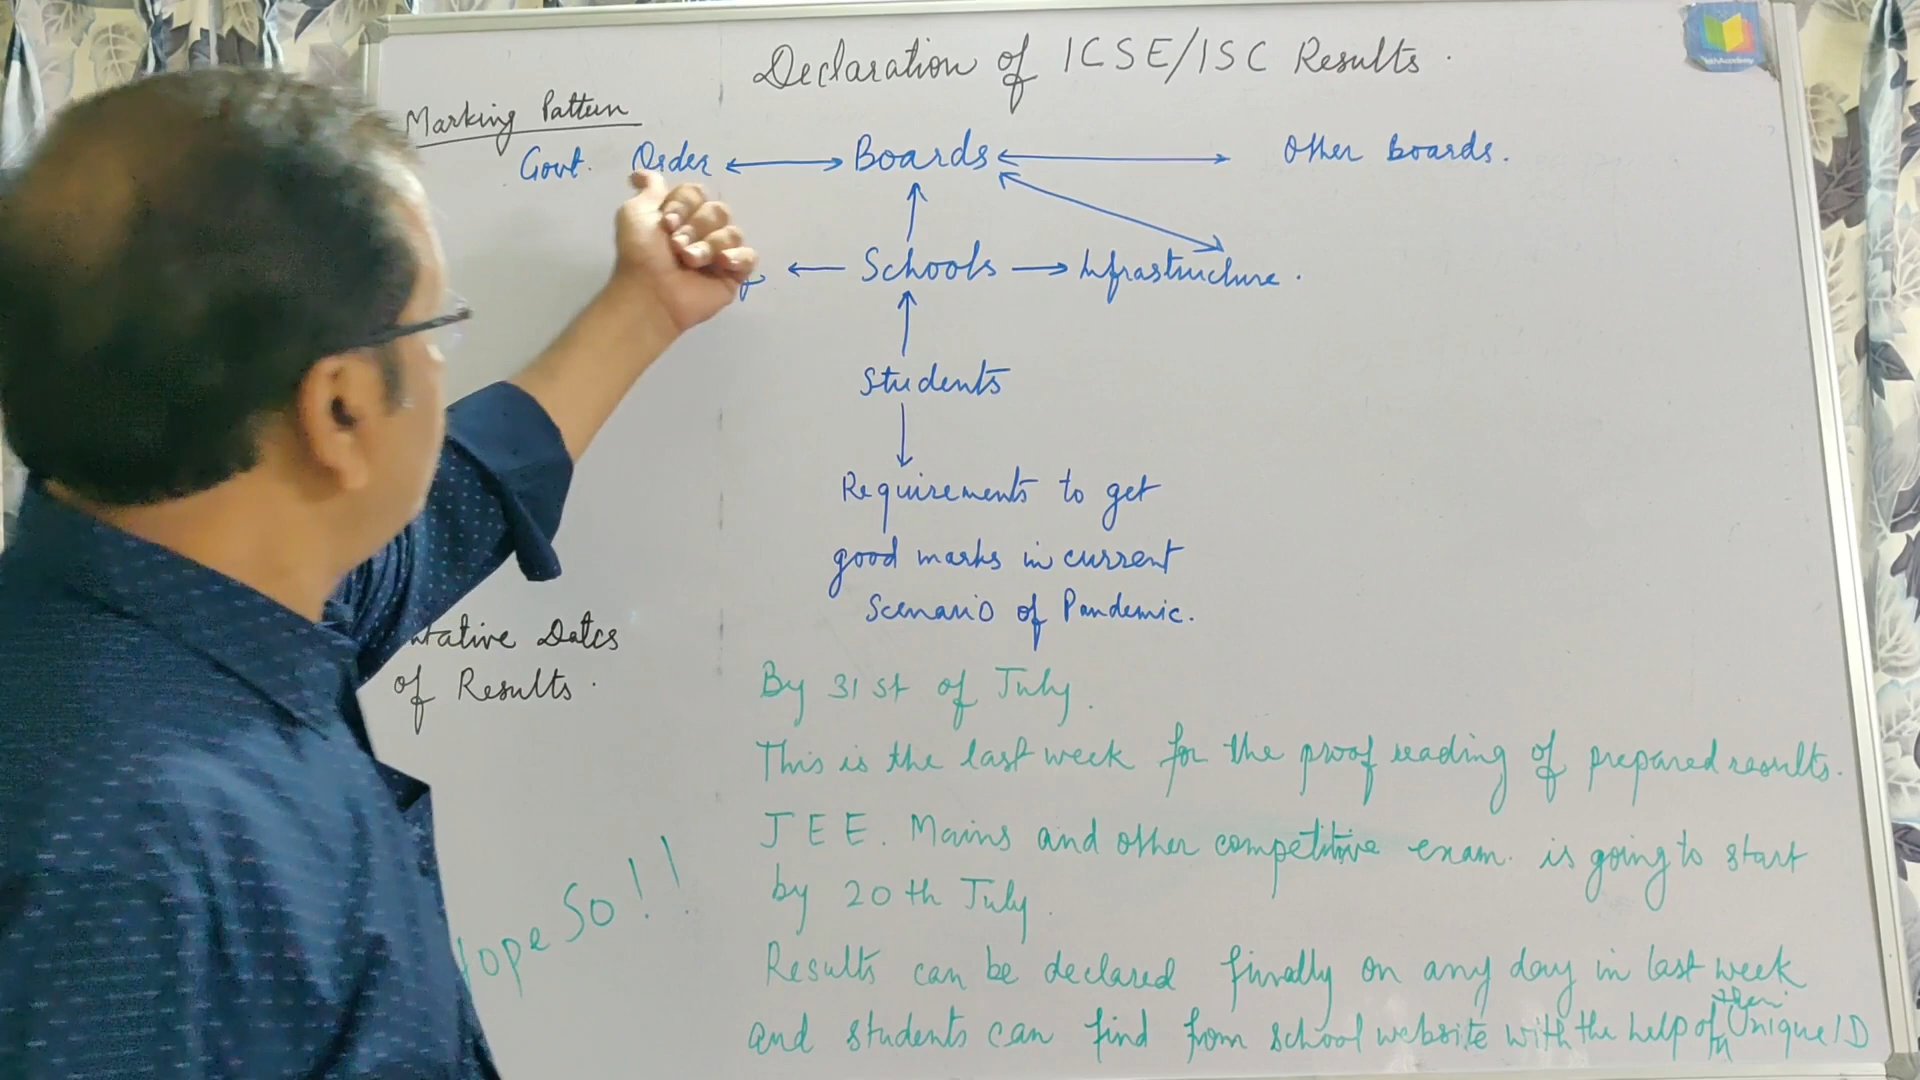 Declaration of ICSE/ISC Results.
Marking Pattern
Govt. Order ⟷ Boards ⟷ Other boards.
← Schools → Infrastructure.
Students
Requirements to get
good marks in current
Scenario of Pandemic.
ntative Dates
of Results.
By 31st of July.
This is the last week for the proof reading of prepared results.
JEE. Mains and other competitive exam. is going to start
by 20th July.
Hope So!!
Results can be declared finally on any day in last week
and students can find from school website with the help of their Unique ID